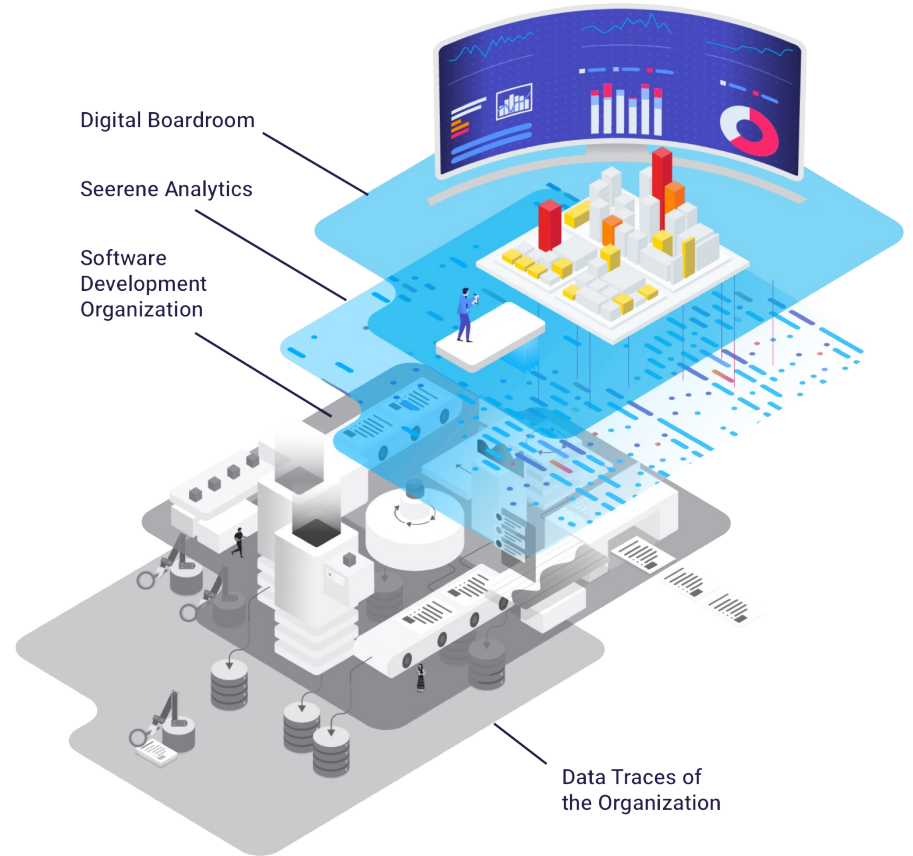 Digital Boardroom
Seerene Analytics
Software
Development
Organization
Data Traces of
the Organization